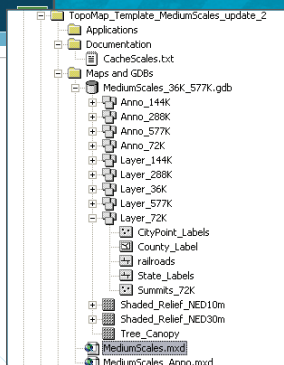 TopoMap_Template_MediumScales_update_2
Applications
Documentation
CacheScales.txt
Maps and GDBs
MediumScales_36K_577K.gdb
Anno_144K
Anno_288K
Anno_577K
Anno_72K
Layer_144K
Layer_288K
Layer_36K
Layer_577K
Layer_72K
CityPoint_Labels
County_Label
railroads
State_Labels
Summits_72K
Shaded_Relief_NED10m
Shaded_Relief_NED30m
Tree_Canopy
MediumScales.mxd
MediumScales_Anno.mxd